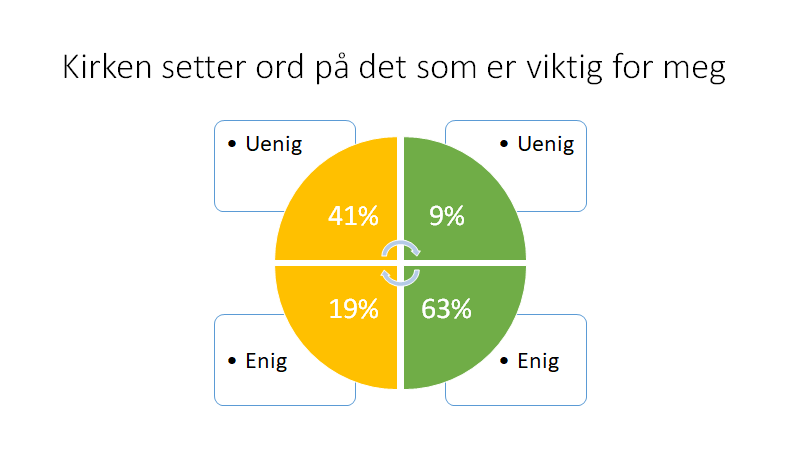 Kirken setter ord på det som er viktig for meg
• Uenig
• Uenig
41%
9%
19%
63%
• Enig
• Enig